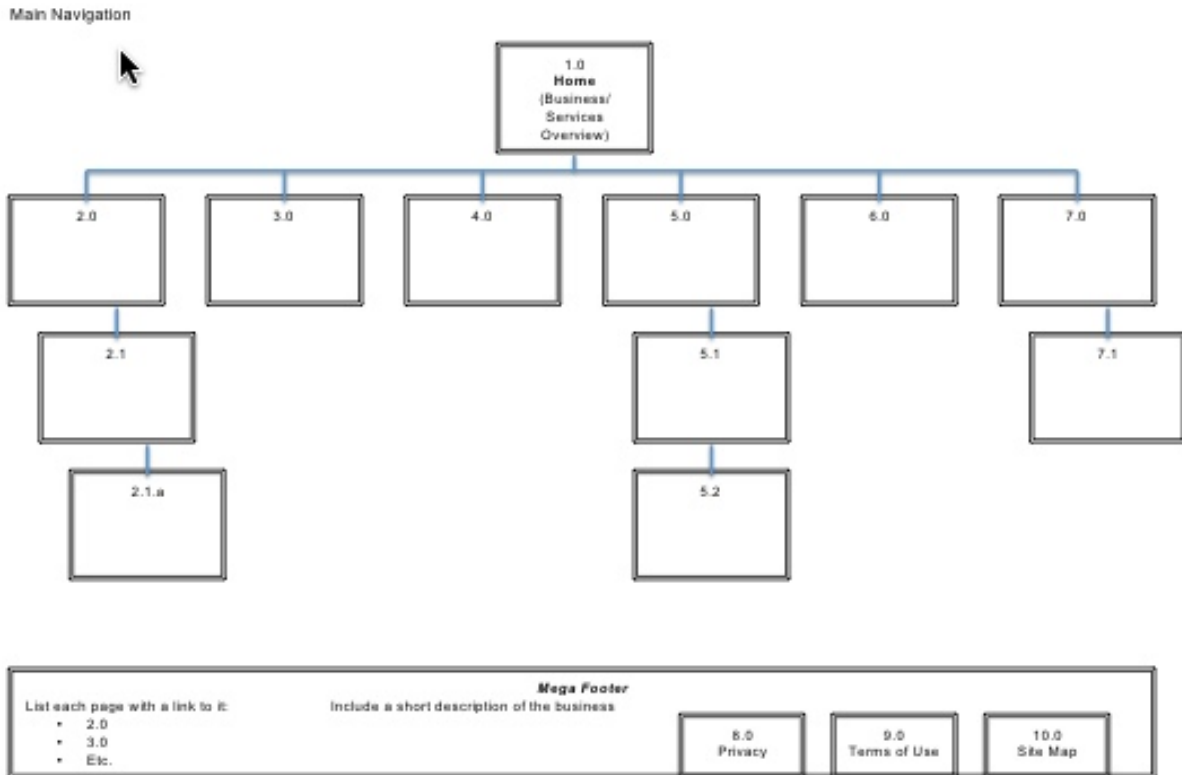 Main Navigation
1.0
Home
(Business/
Services
Overview)
2.0
3.0
4.0
5.0
6.0
7.0
2.1
5.1
7.1
2.1.a
5.2
Mega Footer
List each page with a link to it:
Include a short description of the business
• 2.0
• 3.0
• Etc.
8.0
Privacy
9.0
Terms of Use
10.0
Site Map